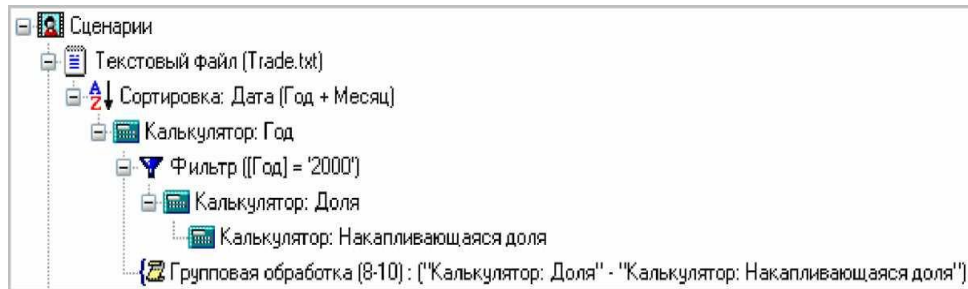 Сценарии
Текстовый файл (Trade.txt)
Сортировка: Дата (Год + Месяц)
Калькулятор: Год
Фильтр ([Год] = '2000')
Калькулятор: Доля
Калькулятор: Накапливающаяся доля
Групповая обработка (8-10) : ("Калькулятор: Доля" - "Калькулятор: Накапливающаяся доля")